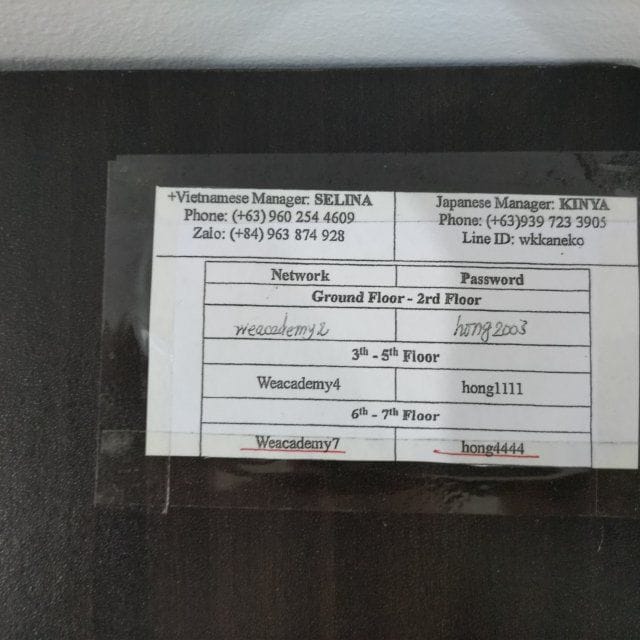 +Vietnamese Manager: SELINA
Phone: (+63) 960 254 4609
Zalo: (+84) 963 874 928
Japanese Manager: KINYA
Phone: (+63)939 723 3905
Line ID: wkkaneko
Network Password
Ground Floor - 2rd Floor
weacademy2 hong2003
3th - 5th Floor
Weacademy4 hong1111
6th - 7th Floor
Weacademy7 hong4444